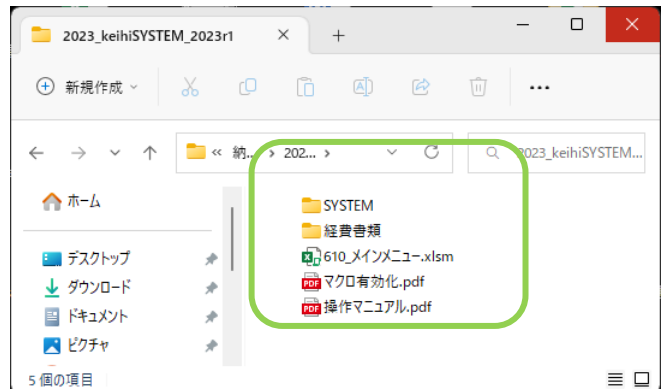 2023_keihiSYSTEM_2023r1
新規作成
« 納... › 202... ›
2023_keihiSYSTEM...
ホーム
デスクトップ
ダウンロード
ドキュメント
ピクチャ
SYSTEM
経費書類
610_メインメニュー.xlsm
PDF マクロ有効化.pdf
PDF 操作マニュアル.pdf
5 個の項目